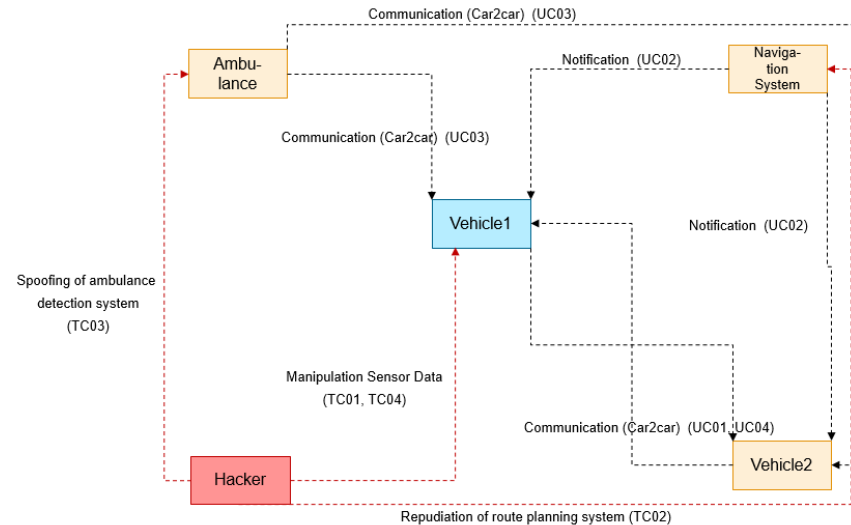 Communication (Car2car) (UC03)
Ambu-
lance
Notification (UC02)
Naviga-
tion
System
Communication (Car2car) (UC03)
Vehicle1
Notification (UC02)
Spoofing of ambulance
detection system
(TC03)
Manipulation Sensor Data
(TC01, TC04)
Communication (Car2car) (UC01, UC04)
Vehicle2
Hacker
Repudiation of route planning system (TC02)